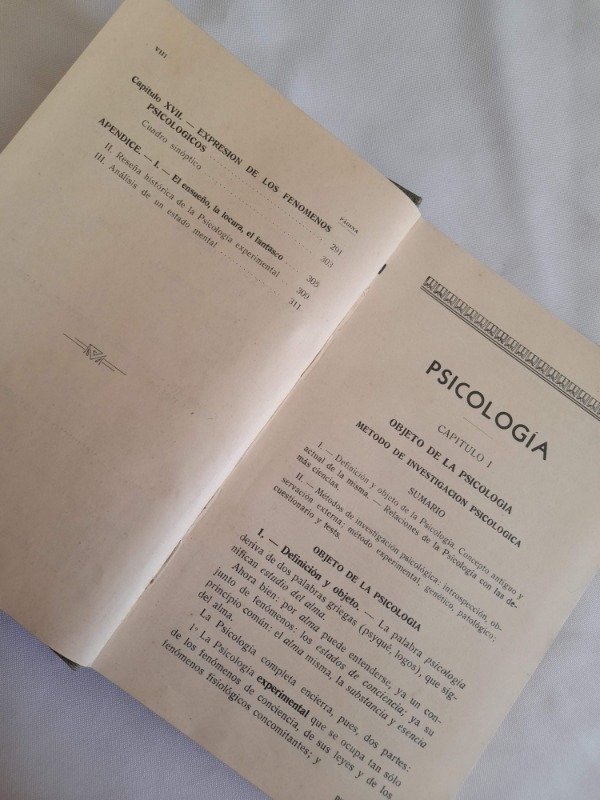 VIII
PÁGINA
Capítulo XVII. — EXPRESION DE LOS FENOMENOS
PSICOLOGICOS 291
Cuadro sinóptico 303
APENDICE. — I. — El ensueño, la locura, el fantasco 305
II. Reseña histórica de la Psicología experimental 309
III. Análisis de un estado mental 311
PSICOLOGÍA
CAPITULO I
OBJETO DE LA PSICOLOGIA
METODO DE INVESTIGACION PSICOLOGICA
SUMARIO
I. — Definición y objeto de la Psicología. Concepto antiguo y
actual de la misma. — Relaciones de la Psicología con las de-
más ciencias.
II. — Métodos de investigación psicológica: introspección, ob-
servación externa: método experimental, genético, patológico;
cuestionario y tests.
OBJETO DE LA PSICOLOGIA
I. — Definición y objeto. — La palabra psicología
deriva de dos palabras griegas (psyqué, logos), que sig-
nifican estudio del alma.
Ahora bien: por alma puede entenderse, ya un con-
junto de fenómenos: los estados de conciencia; ya su
principio común: el alma misma, la substancia y esencia
del alma.
La Psicología completa encierra, pues, dos partes:
1º La Psicología experimental que se ocupa tan sólo
de los fenómenos de conciencia, de sus leyes y de los
fenómenos fisiológicos concomitantes; y